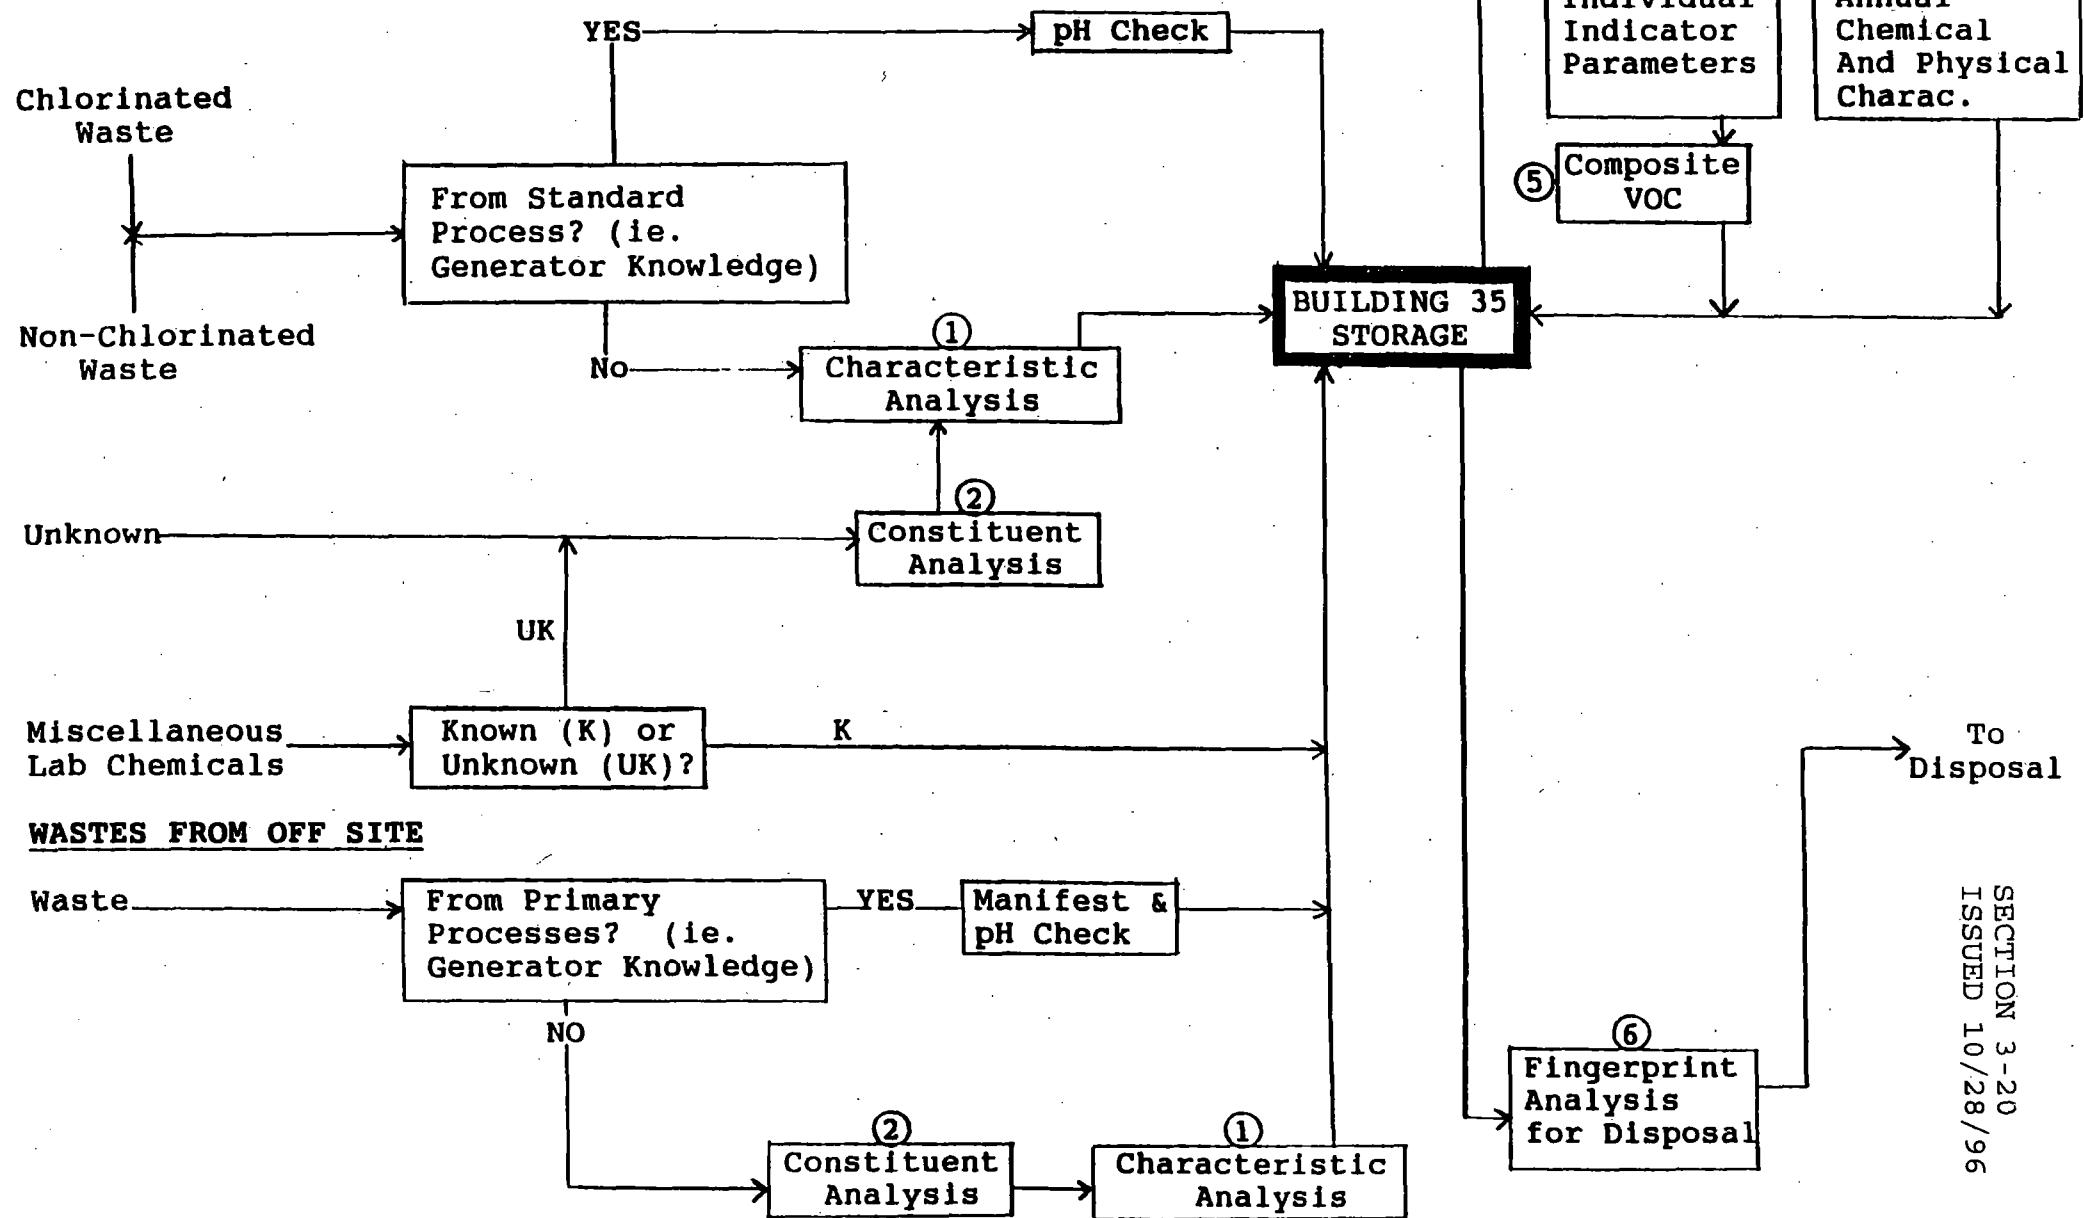 YES
pH Check
Individual
Indicator
Parameters
Annual
Chemical
And Physical
Charac.
Chlorinated
Waste
From Standard
Process? (ie.
Generator Knowledge)
5
Composite
VOC
Non-Chlorinated
Waste
No
1
Characteristic
Analysis
BUILDING 35
STORAGE
Unknown
2
Constituent
Analysis
UK
Miscellaneous
Lab Chemicals
Known (K) or
Unknown (UK)?
K
To
Disposal
WASTES FROM OFF SITE
Waste
From Primary
Processes? (ie.
Generator Knowledge)
YES
Manifest &
pH Check
NO
2
Constituent
Analysis
1
Characteristic
Analysis
6
Fingerprint
Analysis
for Disposal
SECTION 3-20
ISSUED 10/28/96